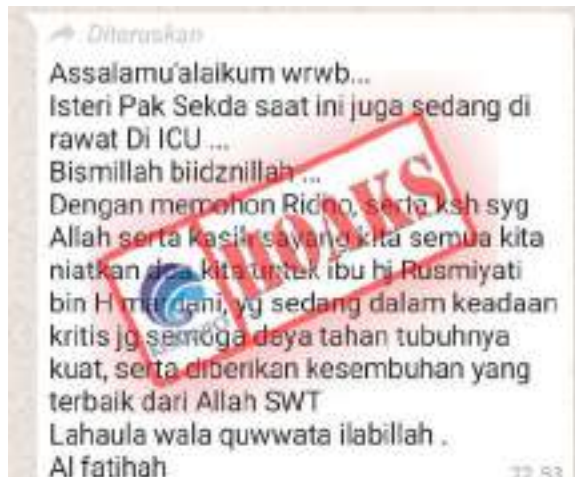 Diteruskan
Assalamu'alaikum wrwb...
Isteri Pak Sekda saat ini juga sedang di
rawat Di ICU ...
Bismillah biidznillah ...
Dengan memohon Ridho, serta ksh syg
Allah serta kasih sayang kita semua kita
niatkan doa kita untuk ibu hj Rusmiyati
bin H yg sedang dalam keadaan
kritis jg semoga daya tahan tubuhnya
kuat, serta diberikan kesembuhan yang
terbaik dari Allah SWT
Lahaula wala quwwata ilabillah .
Al fatihah
HOAKS